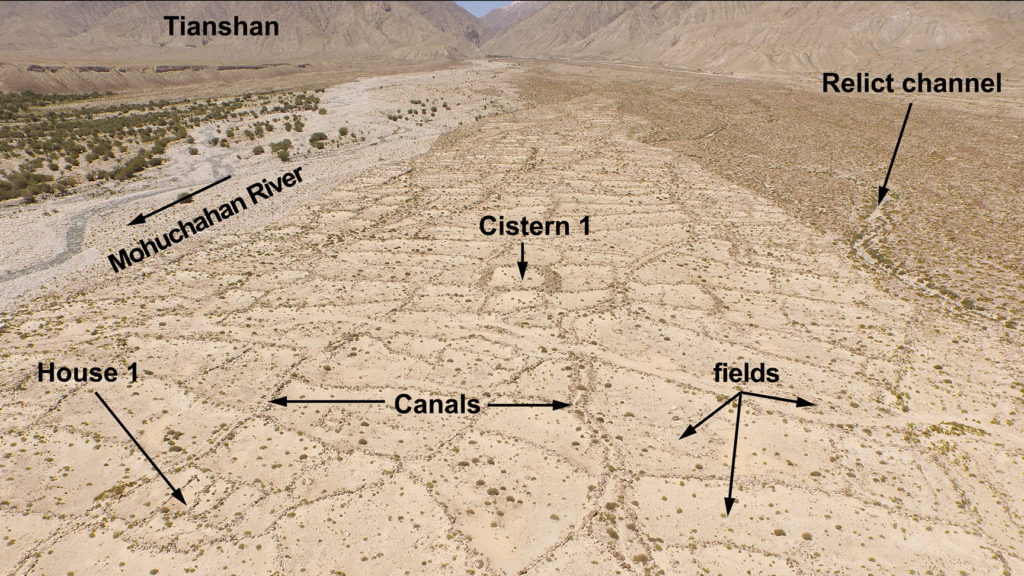 Tianshan
Relict channel
Mohuchahan River
Cistern 1
House 1
fields
Canals